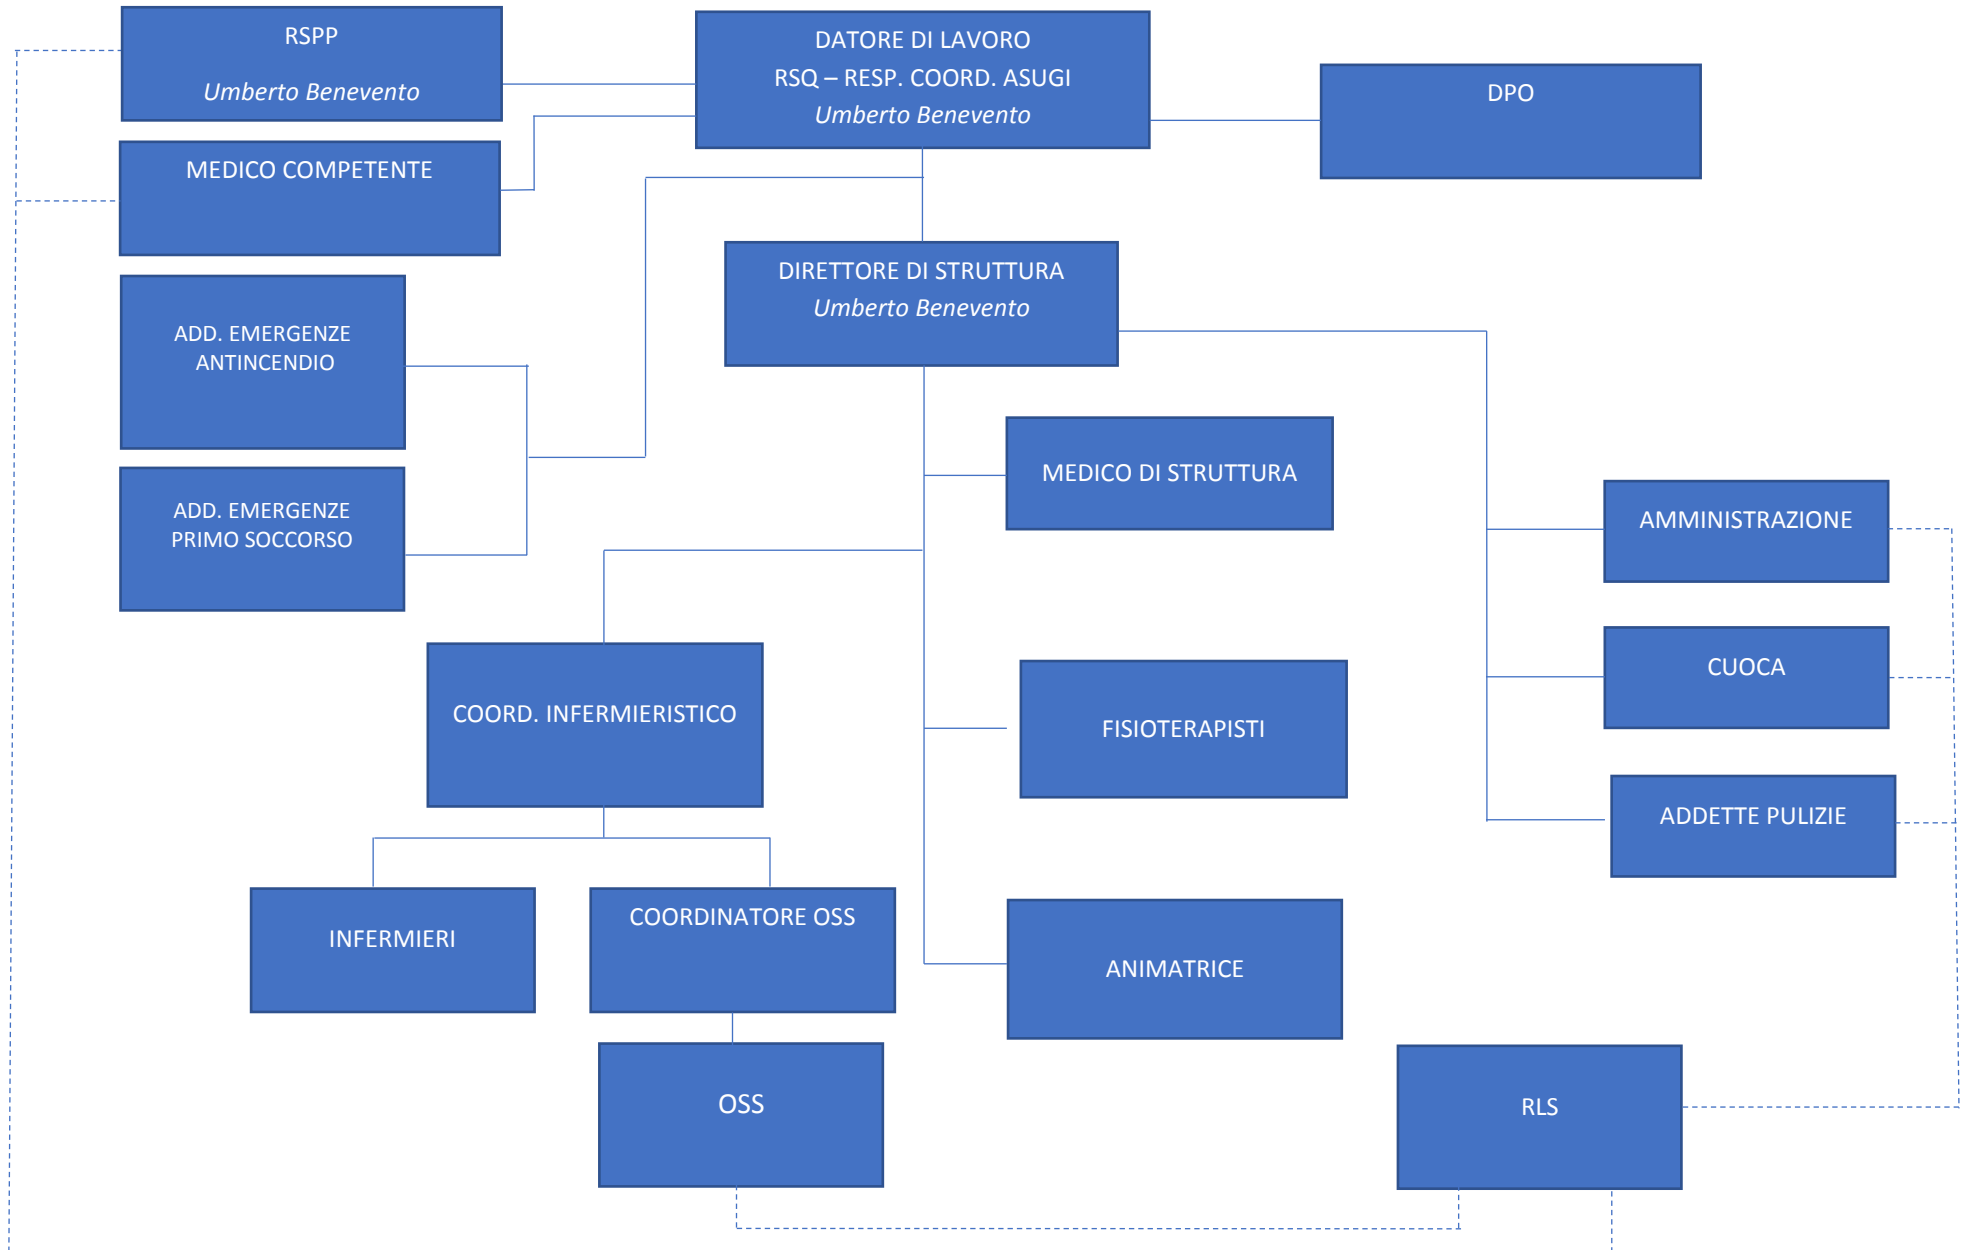 RSPP
Umberto Benevento
DATORE DI LAVORO
RSQ – RESP. COORD. ASUGI
Umberto Benevento
DPO
MEDICO COMPETENTE
DIRETTORE DI STRUTTURA
Umberto Benevento
ADD. EMERGENZE
ANTINCENDIO
ADD. EMERGENZE
PRIMO SOCCORSO
MEDICO DI STRUTTURA
AMMINISTRAZIONE
COORD. INFERMIERISTICO
FISIOTERAPISTI
CUOCA
ADDETTE PULIZIE
INFERMIERI
COORDINATORE OSS
ANIMATRICE
OSS
RLS